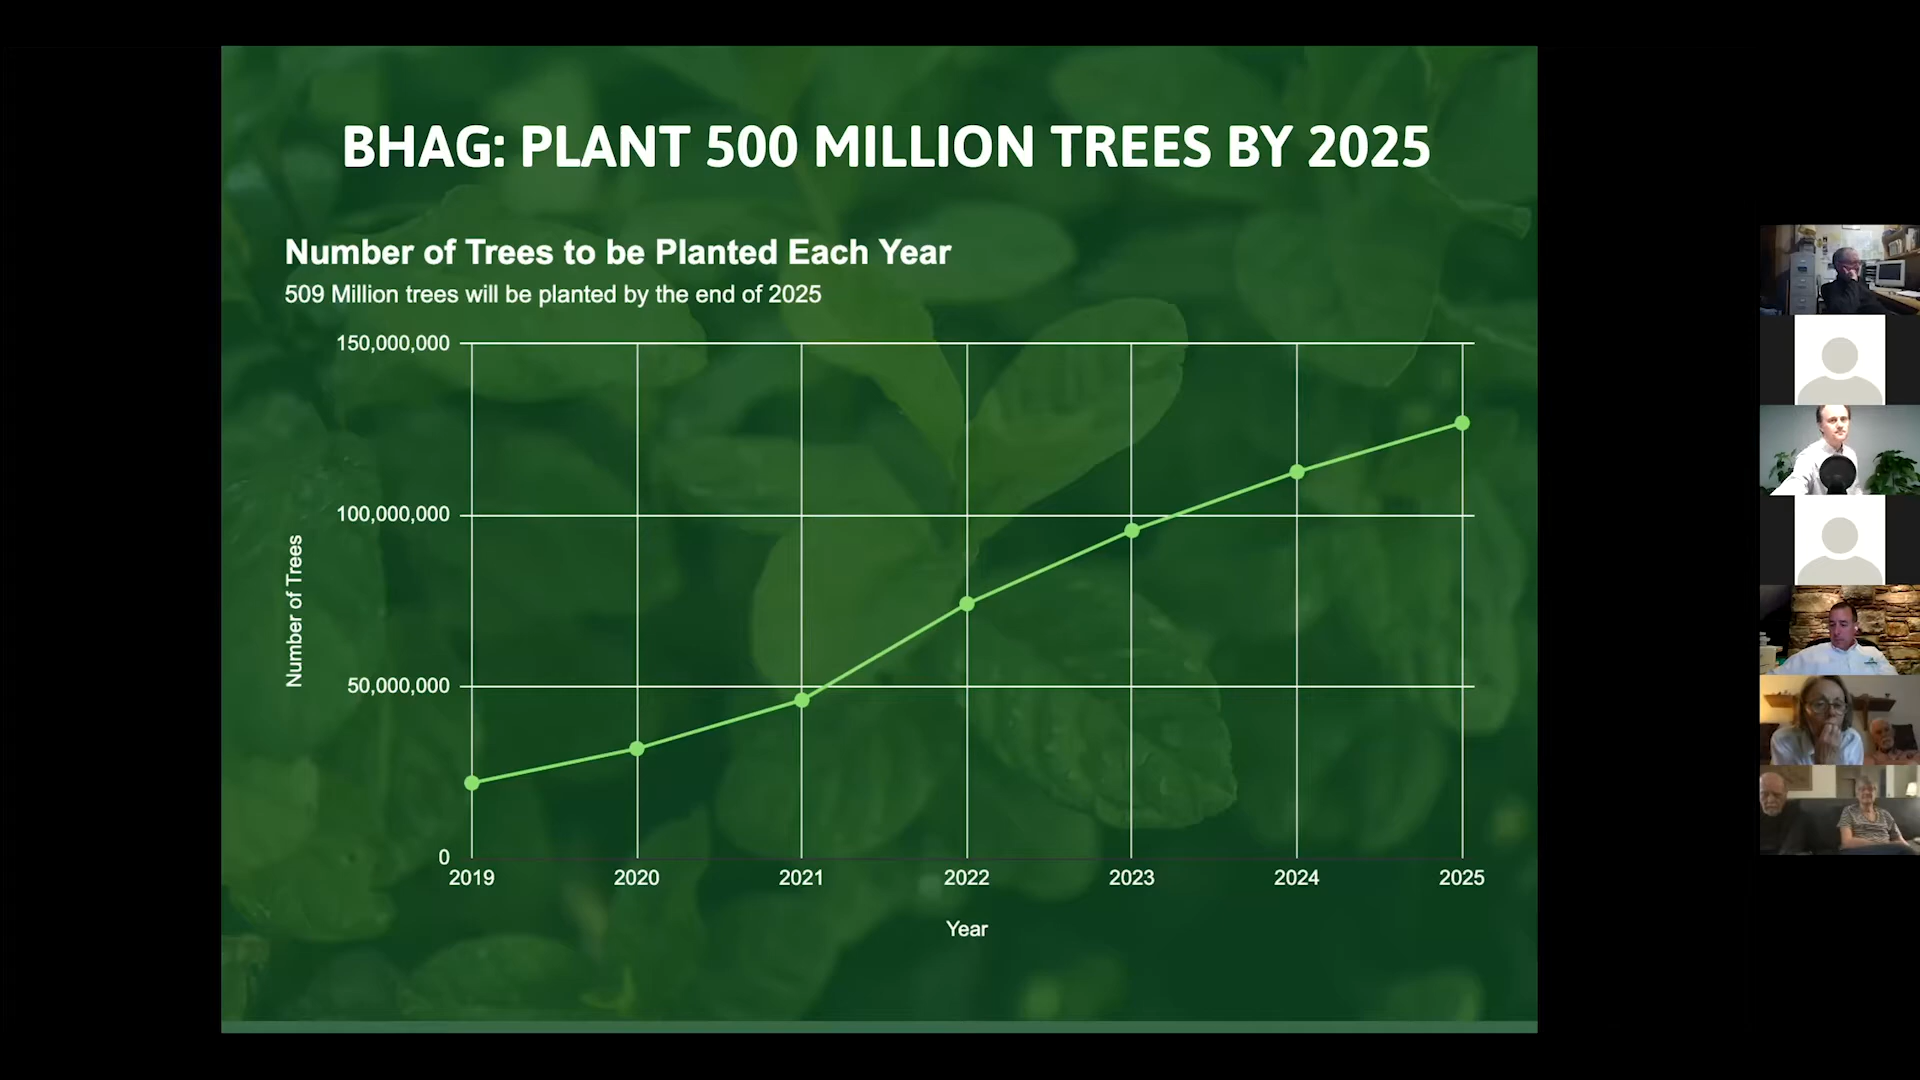 BHAG: PLANT 500 MILLION TREES BY 2025
Number of Trees to be Planted Each Year
509 Million trees will be planted by the end of 2025
150,000,000
100,000,000
50,000,000
0
Number of Trees
2019 2020 2021 2022 2023 2024 2025
Year